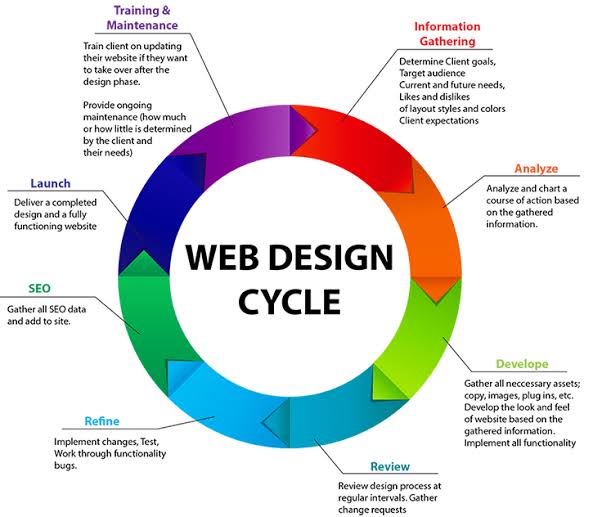 WEB DESIGN
CYCLE
Information
Gathering
Determine Client goals,
Target audience
Current and future needs,
Likes and dislikes
of layout styles and colors
Client expectations
Analyze
Analyze and chart a
course of action based
on the gathered
information.
Develope
Gather all neccessary assets;
copy, images, plug ins, etc.
Develop the look and feel
of website based on the
gathered information.
Implement all functionality
Review
Review design process at
regular intervals. Gather
change requests
Refine
Implement changes, Test,
Work through functionality
bugs.
SEO
Gather all SEO data
and add to site.
Launch
Deliver a completed
design and a fully
functioning website
Training &
Maintenance
Train client on updating
their website if they want
to take over after the
design phase.
Provide ongoing
maintenance (how much
or how little is determined
by the client and
their needs)